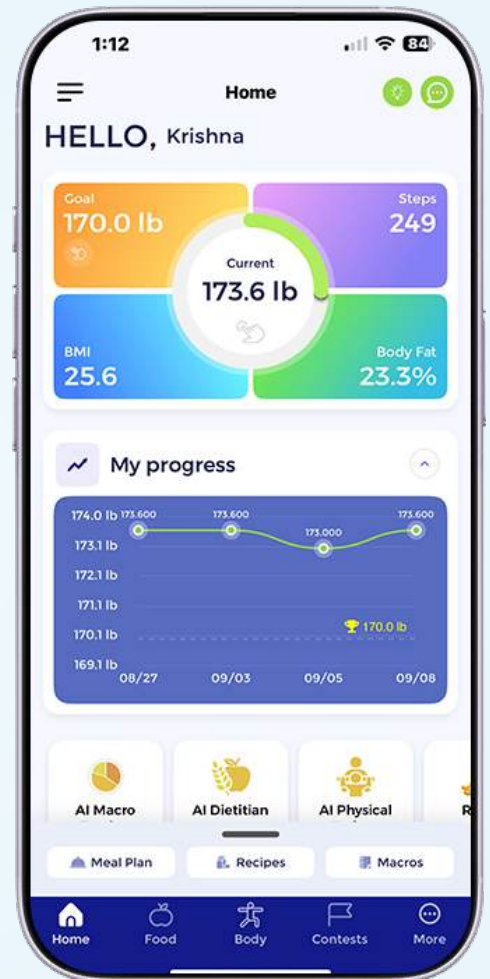 1:12
84
Home
HELLO, Krishna
Goal
170.0 lb
Steps
249
Current
173.6 lb
BMI
25.6
Body Fat
23.3%
My progress
174.0 lb
173.600
173.600
173.000
173.600
173.1 lb
172.1 lb
171.1 lb
170.1 lb
170.0 lb
169.1 lb
08/27
09/03
09/05
09/08
AI Macro
AI Dietitian
AI Physical
R
Meal Plan
Recipes
Macros
Home
Food
Body
Contests
More